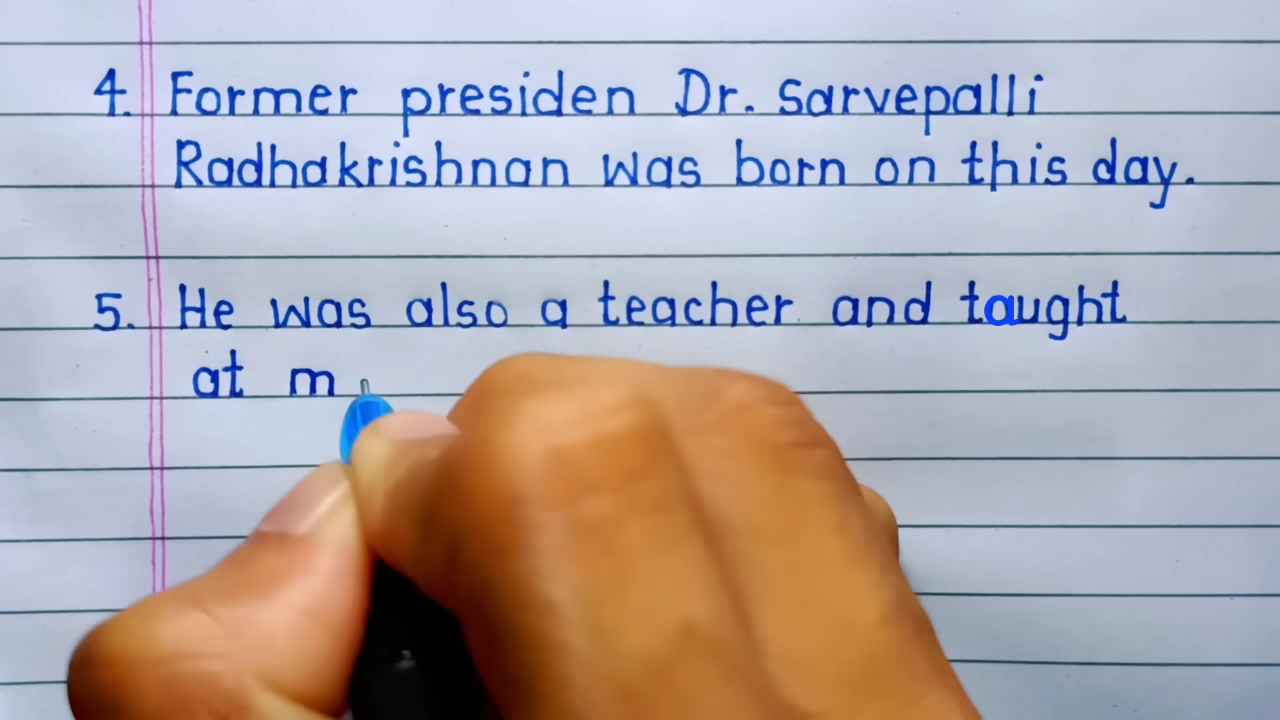 4. Former presiden Dr. Sarvepalli
Radhakrishnan was born on this day.
5. He was also a teacher and taught
at m